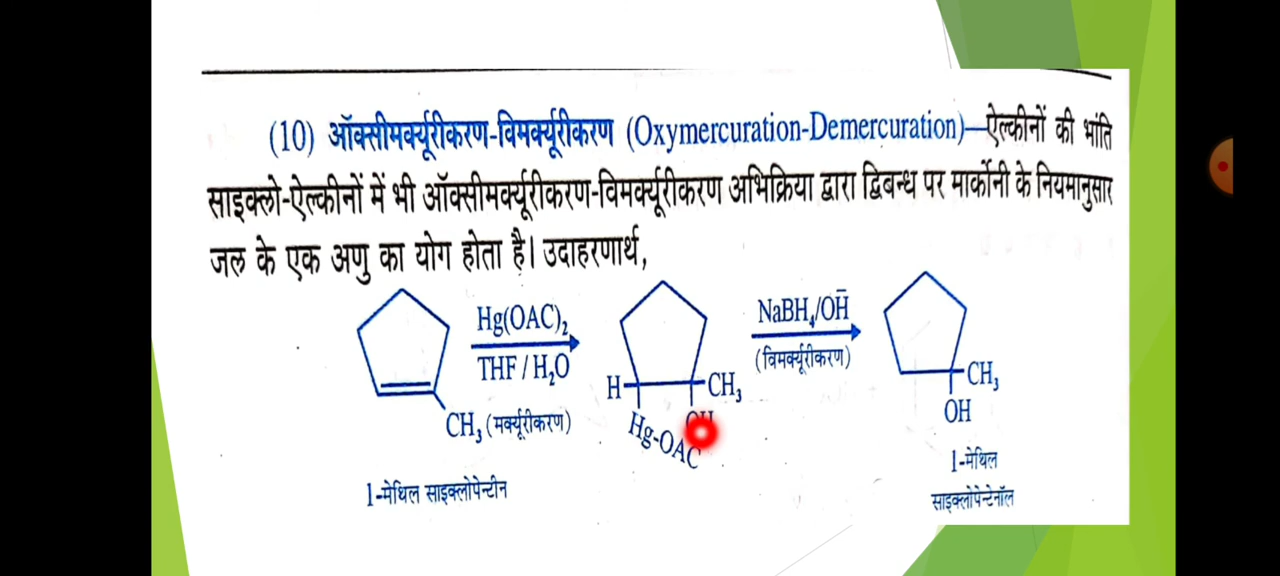 (10) ऑक्सीमर्क्यूरीकरण-विमर्क्यूरीकरण (Oxymercuration-Demercuration)—ऐल्कीनों की भांति
साइक्लो-ऐल्कीनों में भी ऑक्सीमर्क्यूरीकरण-विमर्क्यूरीकरण अभिक्रिया द्वारा द्विबन्ध पर मार्कोनी के नियमानुसार
जल के एक अणु का योग होता है। उदाहरणार्थ,
Hg(OAC)₂
THF / H₂O
CH₃ (मर्क्यूरीकरण)
1-मेथिल साइक्लोपेन्टीन
H
CH₃
Hg-OAC
NaBH₄/OH̄
(विमर्क्यूरीकरण)
CH₃
OH
1-मेथिल
साइक्लोपेन्टेनॉल